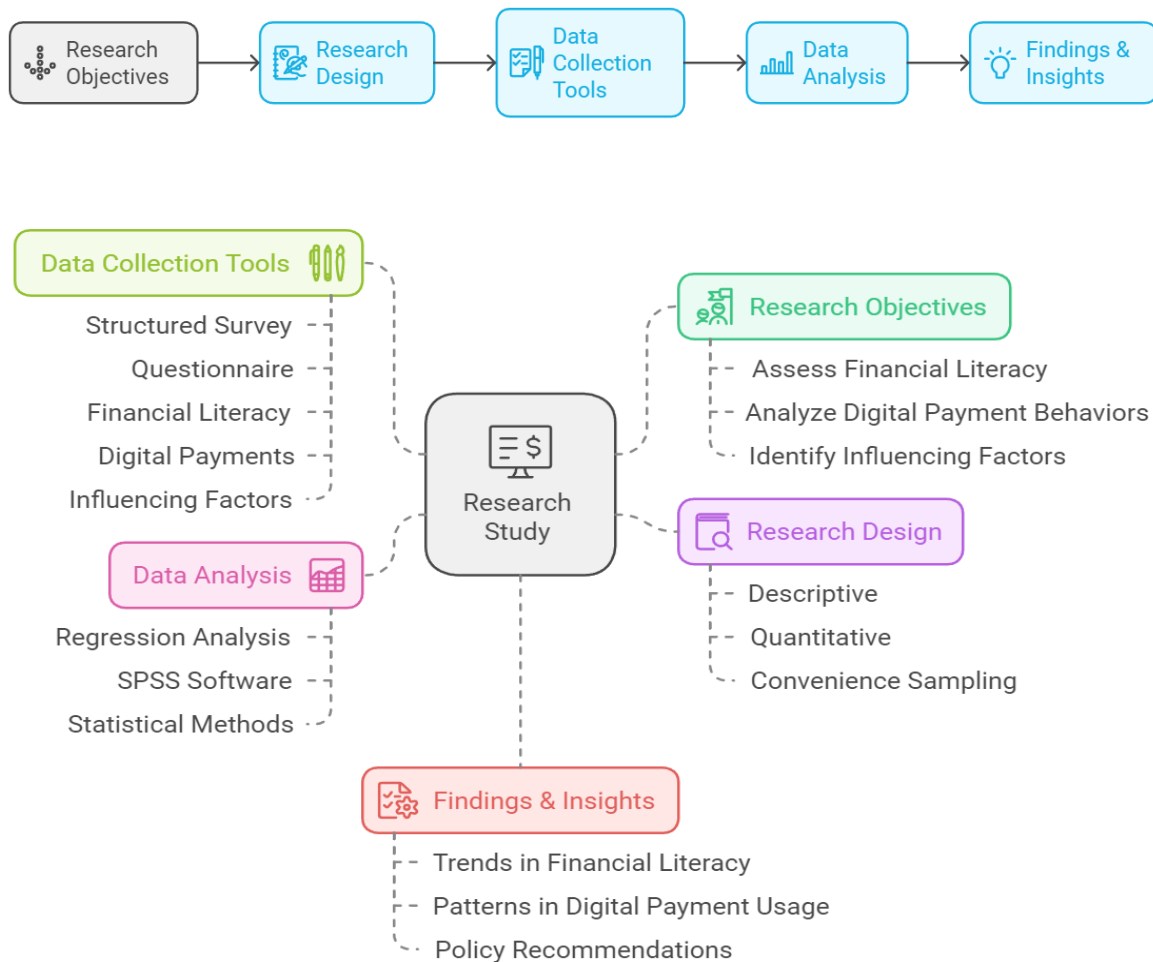 Research
Objectives
Research
Design
Data
Collection
Tools
Data
Analysis
Findings &
Insights
Data Collection Tools
Structured Survey
Questionnaire
Financial Literacy
Digital Payments
Influencing Factors
Research Objectives
Assess Financial Literacy
Analyze Digital Payment Behaviors
Identify Influencing Factors
$
Research
Study
Data Analysis
Regression Analysis
SPSS Software
Statistical Methods
Research Design
Descriptive
Quantitative
Convenience Sampling
Findings & Insights
Trends in Financial Literacy
Patterns in Digital Payment Usage
Policy Recommendations